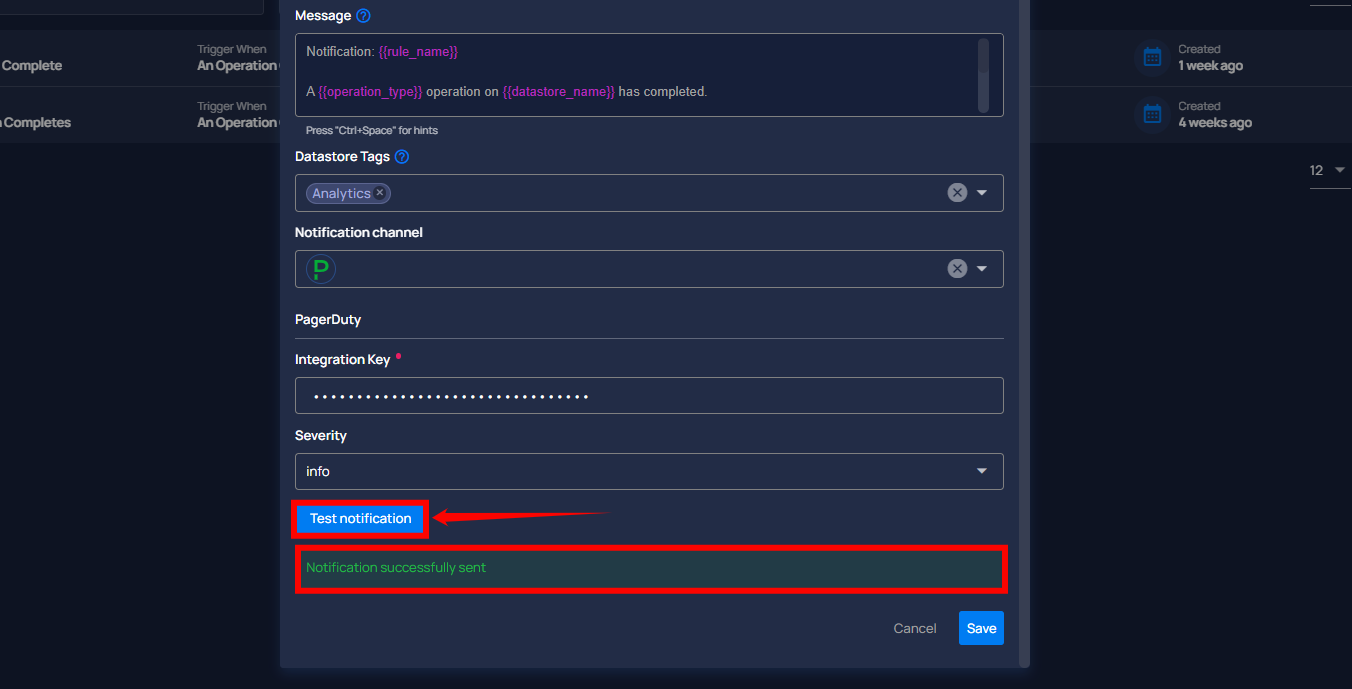 Message
Notification: {{rule_name}}
A {{operation_type}} operation on {{datastore_name}} has completed.
Press "Ctrl+Space" for hints
Datastore Tags
Analytics
Notification channel
P
PagerDuty
Integration Key
Severity
info
Test notification
Notification successfully sent
Cancel
Save
Trigger When
Complete
An Operation
Created
1 week ago
Trigger When
Completes
An Operation
Created
4 weeks ago
12